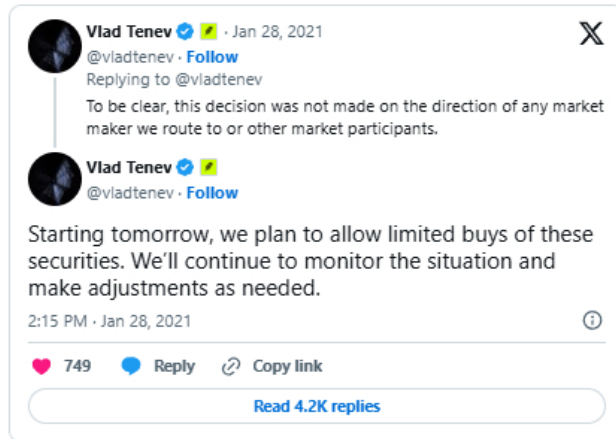 Vlad Tenev · Jan 28, 2021
@vladtenev · Follow
Replying to @vladtenev
To be clear, this decision was not made on the direction of any market
maker we route to or other market participants.
Vlad Tenev
@vladtenev · Follow
Starting tomorrow, we plan to allow limited buys of these
securities. We’ll continue to monitor the situation and
make adjustments as needed.
2:15 PM · Jan 28, 2021
749 Reply Copy link
Read 4.2K replies